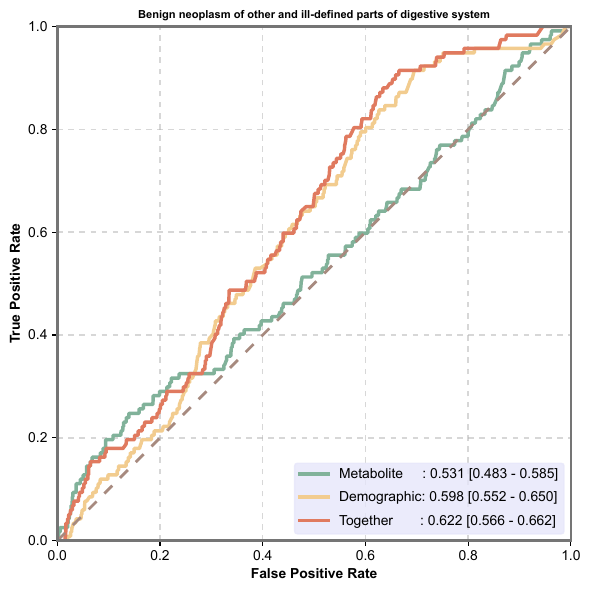 Benign neoplasm of other and ill-defined parts of digestive system
1.0
0.8
0.6
0.4
0.2
0.0
True Positive Rate
Metabolite : 0.531 [0.483 - 0.585]
Demographic: 0.598 [0.552 - 0.650]
Together : 0.622 [0.566 - 0.662]
0.0 0.2 0.4 0.6 0.8 1.0
False Positive Rate